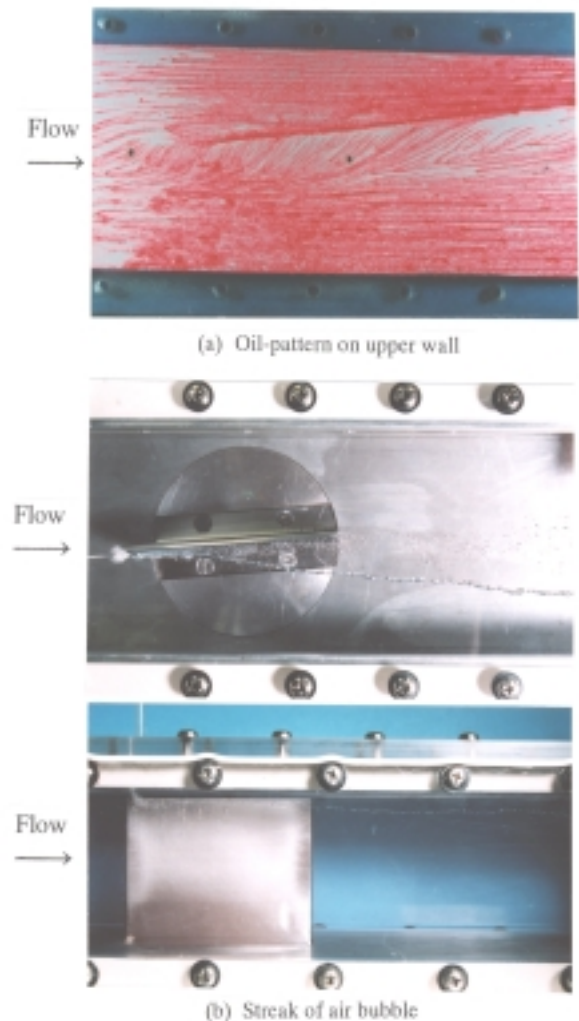 Flow
(a) Oil-pattern on upper wall
Flow
Flow
(b) Streak of air bubble